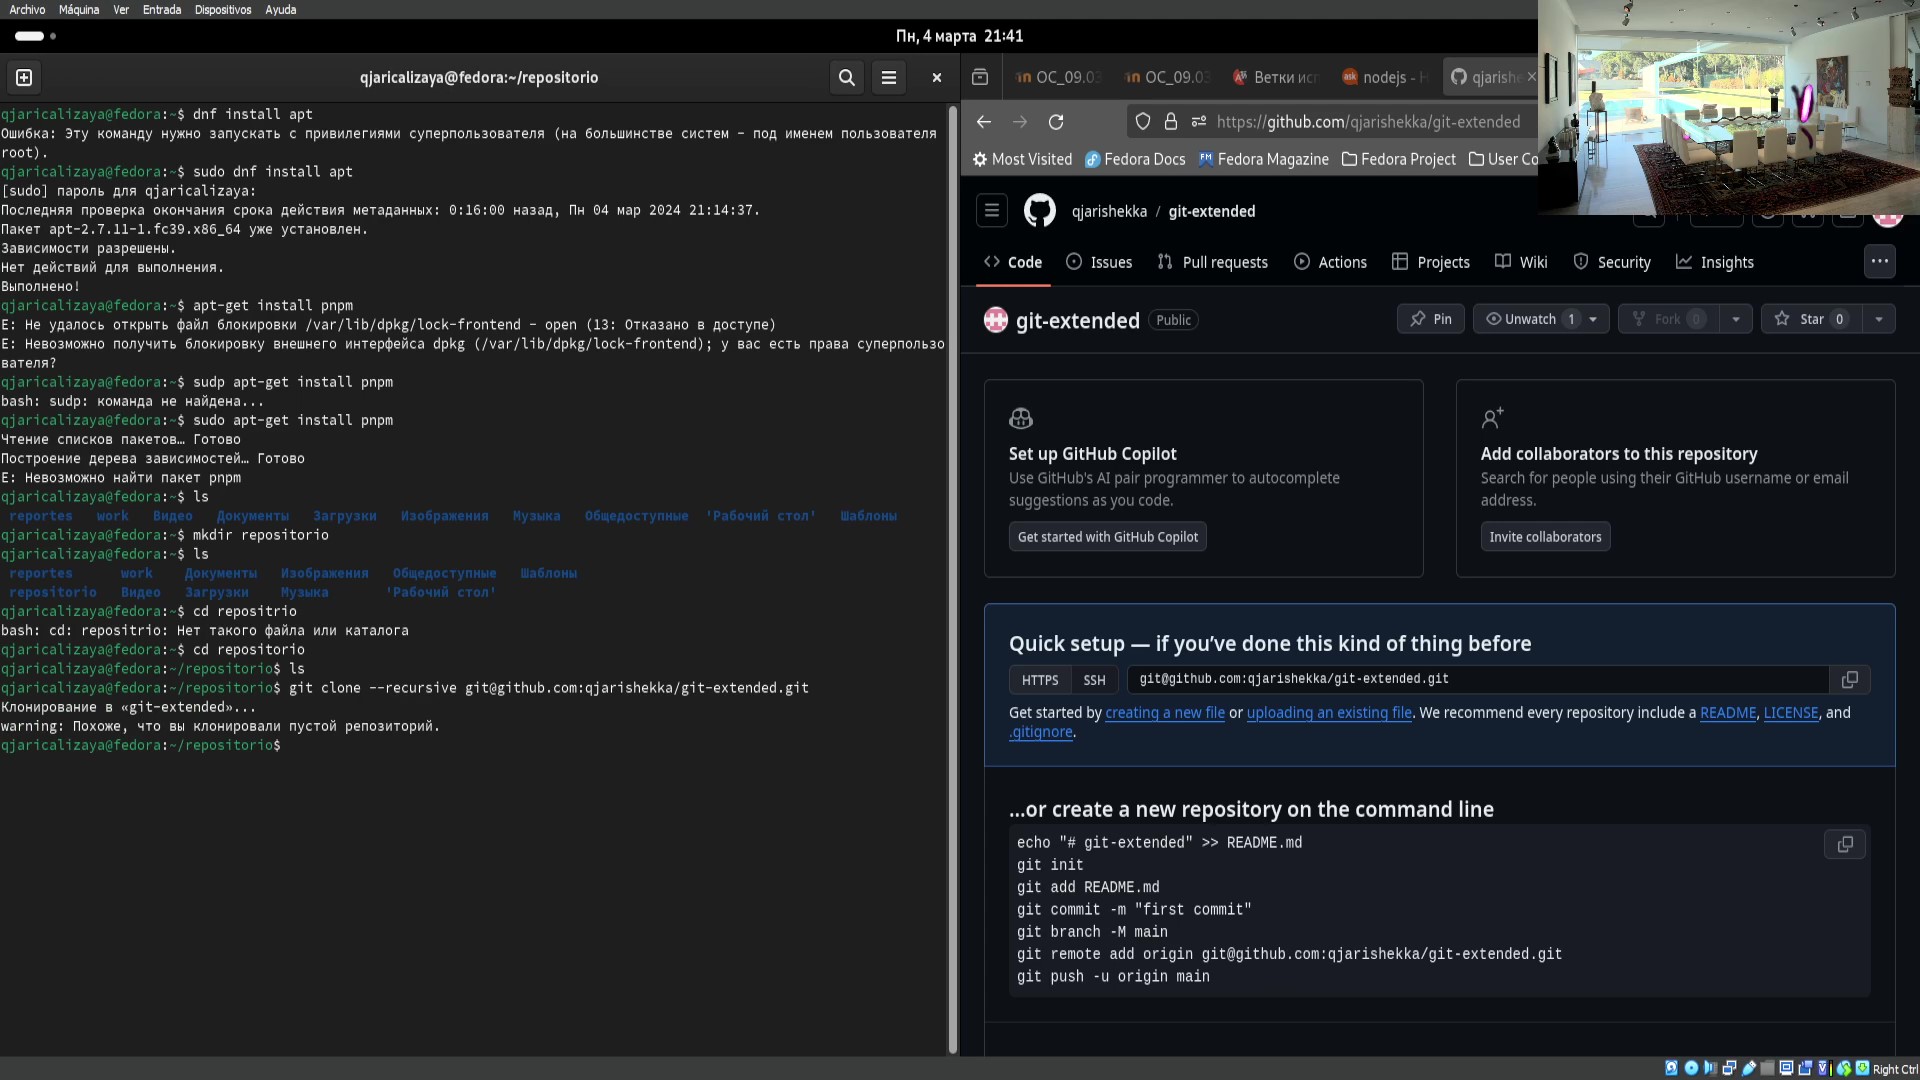 Archivo Máquina Ver Entrada Dispositivos Ayuda
Пн, 4 марта 21:41
qjaricalizaya@fedora:~/repositorio
qjaricalizaya@fedora:~$ dnf install apt
Ошибка: Эту команду нужно запускать с привилегиями суперпользователя (на большинстве систем - под именем пользователя
root).
qjaricalizaya@fedora:~$ sudo dnf install apt
[sudo] пароль для qjaricalizaya:
Последняя проверка окончания срока действия метаданных: 0:16:00 назад, Пн 04 мар 2024 21:14:37.
Пакет apt-2.7.11-1.fc39.x86_64 уже установлен.
Зависимости разрешены.
Нет действий для выполнения.
Выполнено!
qjaricalizaya@fedora:~$ apt-get install pnpm
E: Не удалось открыть файл блокировки /var/lib/dpkg/lock-frontend - open (13: Отказано в доступе)
E: Невозможно получить блокировку внешнего интерфейса dpkg (/var/lib/dpkg/lock-frontend); у вас есть права суперпользо
вателя?
qjaricalizaya@fedora:~$ sudp apt-get install pnpm
bash: sudp: команда не найдена...
qjaricalizaya@fedora:~$ sudo apt-get install pnpm
Чтение списков пакетов… Готово
Построение дерева зависимостей… Готово
E: Невозможно найти пакет pnpm
qjaricalizaya@fedora:~$ ls
reportes work Видео Документы Загрузки Изображения Музыка Общедоступные 'Рабочий стол' Шаблоны
qjaricalizaya@fedora:~$ mkdir repositorio
qjaricalizaya@fedora:~$ ls
reportes work Документы Изображения Общедоступные Шаблоны
repositorio Видео Загрузки Музыка 'Рабочий стол'
qjaricalizaya@fedora:~$ cd repositrio
bash: cd: repositrio: Нет такого файла или каталога
qjaricalizaya@fedora:~$ cd repositorio
qjaricalizaya@fedora:~/repositorio$ ls
qjaricalizaya@fedora:~/repositorio$ git clone --recursive git@github.com:qjarishekka/git-extended.git
Клонирование в «git-extended»...
warning: Похоже, что вы клонировали пустой репозиторий.
qjaricalizaya@fedora:~/repositorio$
OC_09.03 OC_09.03 Ветки исп nodejs - qjarishe
https://github.com/qjarishekka/git-extended
Most Visited Fedora Docs Fedora Magazine Fedora Project User Co
qjarishekka / git-extended
Code Issues Pull requests Actions Projects Wiki Security Insights
git-extended Public Pin Unwatch 1 Fork 0 Star 0
Set up GitHub Copilot
Use GitHub's AI pair programmer to autocomplete
suggestions as you code.
Get started with GitHub Copilot
Add collaborators to this repository
Search for people using their GitHub username or email
address.
Invite collaborators
Quick setup — if you've done this kind of thing before
HTTPS SSH git@github.com:qjarishekka/git-extended.git
Get started by creating a new file or uploading an existing file. We recommend every repository include a README, LICENSE, and
.gitignore.
…or create a new repository on the command line
echo "# git-extended" >> README.md
git init
git add README.md
git commit -m "first commit"
git branch -M main
git remote add origin git@github.com:qjarishekka/git-extended.git
git push -u origin main
Right Ctrl